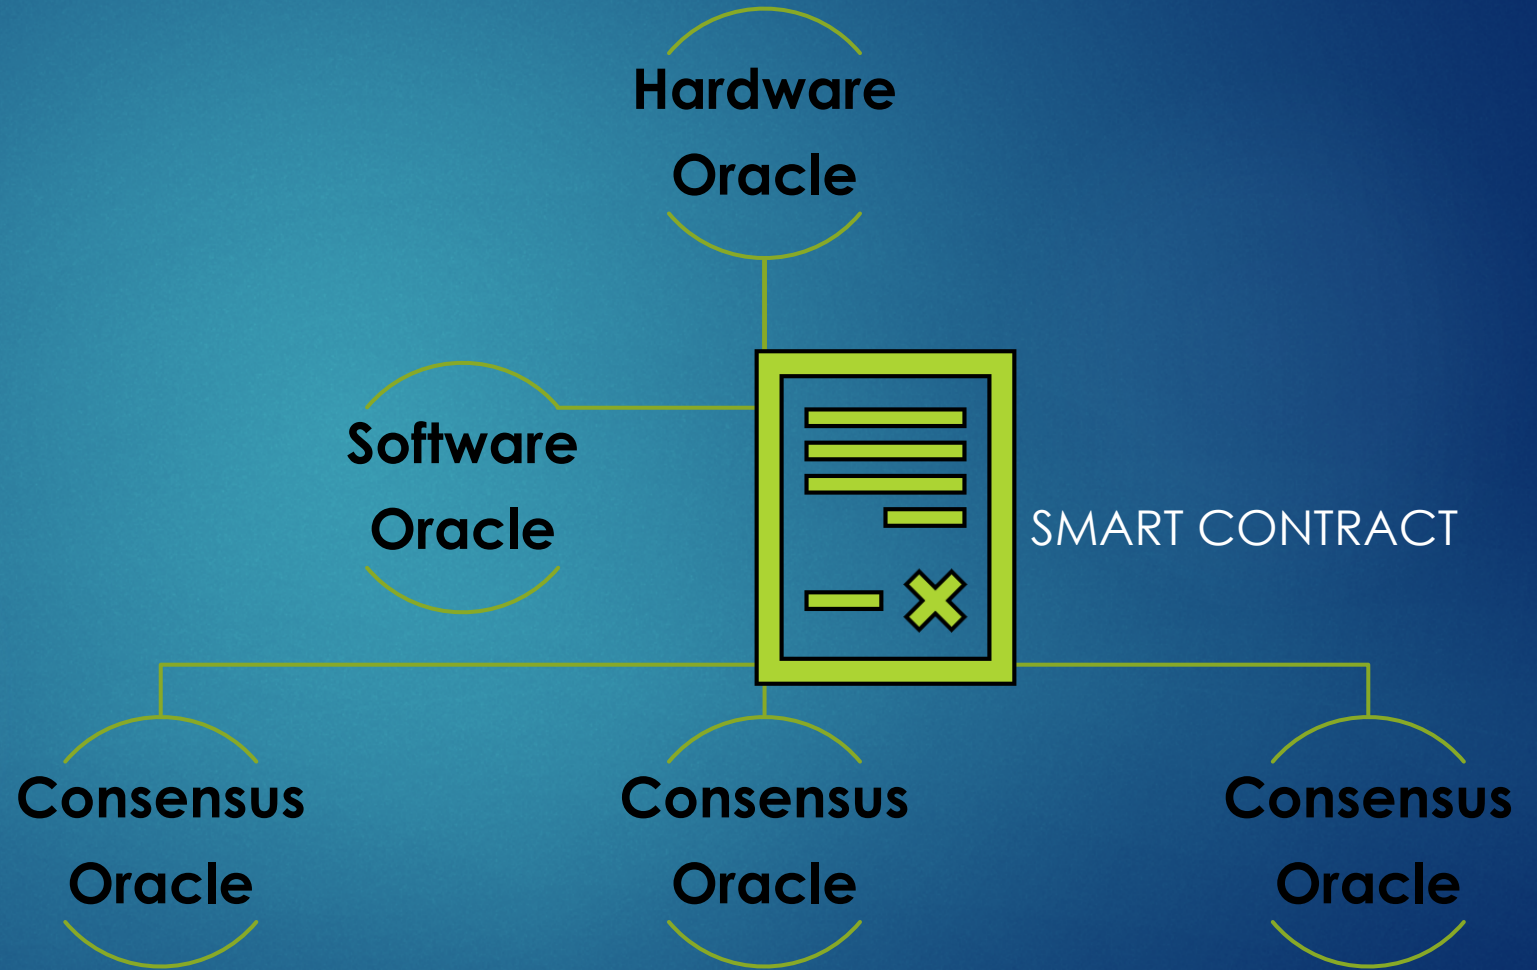 Hardware
Oracle
Software
Oracle
SMART CONTRACT
Consensus
Oracle
Consensus
Oracle
Consensus
Oracle